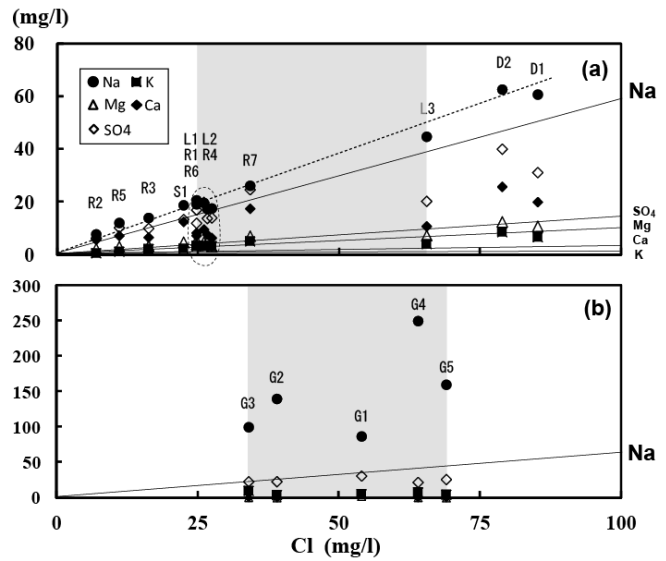 (mg/l)
80
60
40
20
0
(a)
Na K
Mg Ca
SO4
R2
R5
R3
S1
L1 L2
R1 R4
R6
R7
L3
D2
D1
Na
SO₄
Mg
Ca
K
300
250
200
150
100
50
0
(b)
G3
G2
G1
G4
G5
Na
0 25 50 75 100
Cl (mg/l)